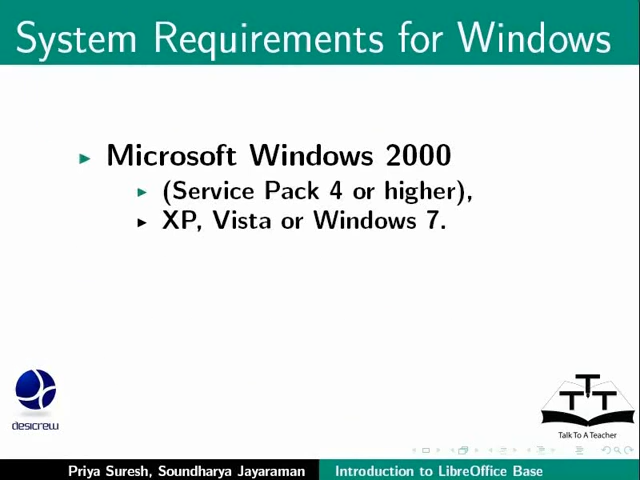 System Requirements for Windows
Microsoft Windows 2000
(Service Pack 4 or higher),
XP, Vista or Windows 7.
desicrew
TTT
Talk To A Teacher
Priya Suresh, Soundharya Jayaraman
Introduction to LibreOffice Base